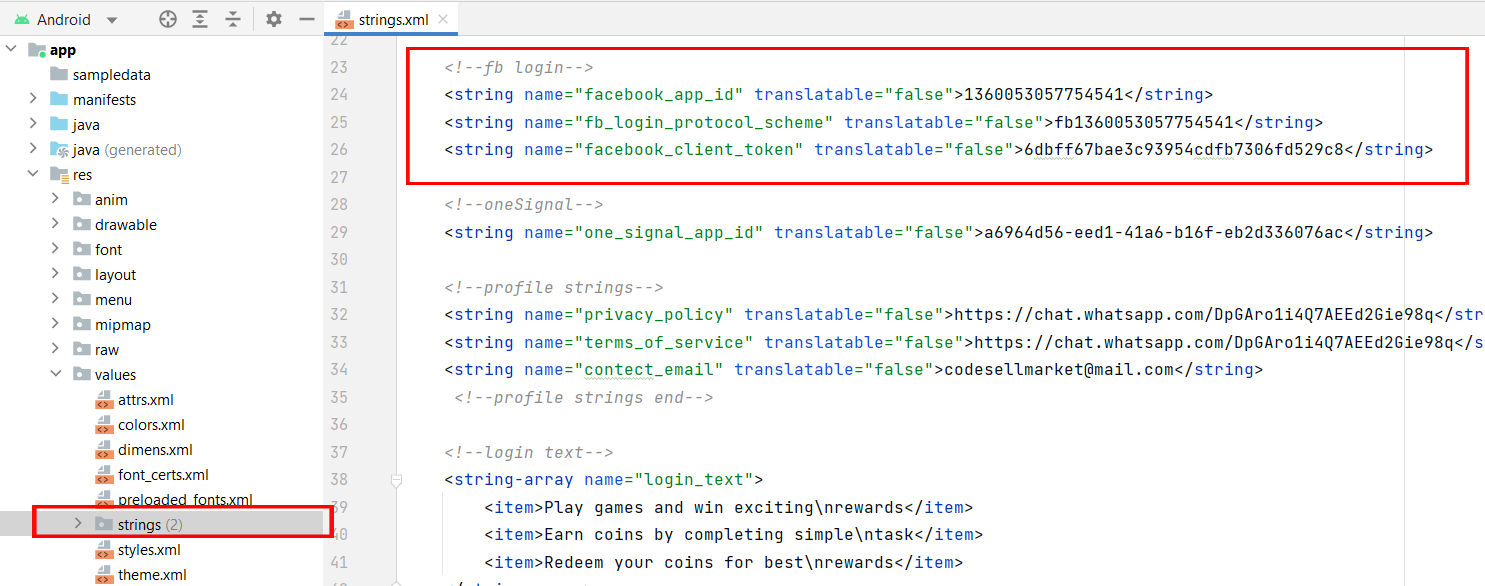 Android
strings.xml
app
sampledata
manifests
java
java (generated)
res
anim
drawable
font
layout
menu
mipmap
raw
values
attrs.xml
colors.xml
dimens.xml
font_certs.xml
preloaded_fonts.xml
strings (2)
styles.xml
theme.xml
22
23 <!--fb login-->
24 <string name="facebook_app_id" translatable="false">1360053057754541</string>
25 <string name="fb_login_protocol_scheme" translatable="false">fb1360053057754541</string>
26 <string name="facebook_client_token" translatable="false">6dbff67bae3c93954cdfb7306fd529c8</string>
27
28 <!--oneSignal-->
29 <string name="one_signal_app_id" translatable="false">a6964d56-eed1-41a6-b16f-eb2d336076ac</string>
30
31 <!--profile strings-->
32 <string name="privacy_policy" translatable="false">https://chat.whatsapp.com/DpGAro1i4Q7AEEd2Gie98q</str
33 <string name="terms_of_service" translatable="false">https://chat.whatsapp.com/DpGAro1i4Q7AEEd2Gie98q</s
34 <string name="contect_email" translatable="false">codesellmarket@mail.com</string>
35 <!--profile strings end-->
36
37 <!--login text-->
38 <string-array name="login_text">
39 <item>Play games and win exciting\nrewards</item>
40 <item>Earn coins by completing simple\ntask</item>
41 <item>Redeem your coins for best\nrewards</item>